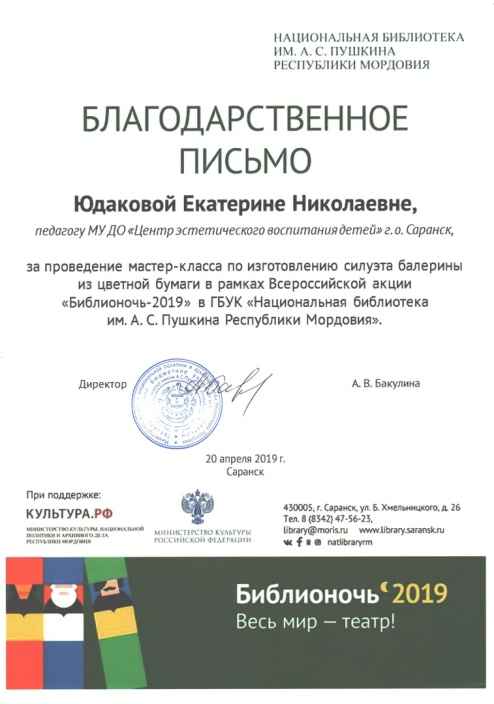 НАЦИОНАЛЬНАЯ БИБЛИОТЕКА
ИМ. А. С. ПУШКИНА
РЕСПУБЛИКИ МОРДОВИЯ
БЛАГОДАРСТВЕННОЕ
ПИСЬМО
Юдаковой Екатерине Николаевне,
педагогу МУ ДО «Центр эстетического воспитания детей» г. о. Саранск,
за проведение мастер-класса по изготовлению силуэта балерины
из цветной бумаги в рамках Всероссийской акции
«Библионочь-2019» в ГБУК «Национальная библиотека
им. А. С. Пушкина Республики Мордовия».
Директор
А. В. Бакулина
20 апреля 2019 г.
Саранск
При поддержке:
КУЛЬТУРА.РФ
МИНИСТЕРСТВО КУЛЬТУРЫ, НАЦИОНАЛЬНОЙ
ПОЛИТИКИ И АРХИВНОГО ДЕЛА
РЕСПУБЛИКИ МОРДОВИЯ
МИНИСТЕРСТВО КУЛЬТУРЫ
РОССИЙСКОЙ ФЕДЕРАЦИИ
430005, г. Саранск, ул. Б. Хмельницкого, д. 26
Тел. 8 (8342) 47-56-23,
library@moris.ru www.library.saransk.ru
natlibraryrm
Библионочь 2019
Весь мир — театр!